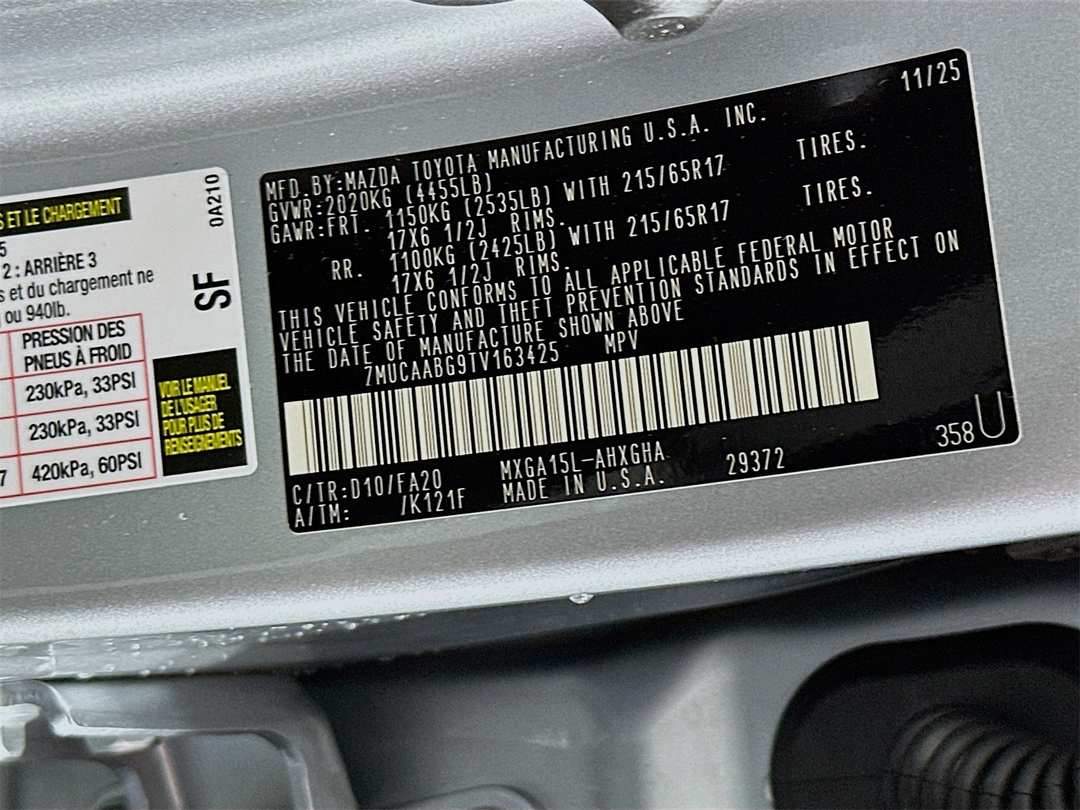 S ET LE CHARGEMENT
0A210
5
2 : ARRIÈRE 3
s et du chargement ne
ou 940lb.
SF
PRESSION DES
PNEUS À FROID
230kPa, 33PSI
230kPa, 33PSI
7 420kPa, 60PSI
VOIR LE MANUEL
DE L'USAGER
POUR PLUS DE
RENSEIGNEMENTS
11/25
MFD.BY:MAZDA TOYOTA MANUFACTURING U.S.A. INC.
GVWR:2020KG (4455LB)
GAWR:FRT. 1150KG (2535LB) WITH 215/65R17 TIRES.
17X6 1/2J RIMS.
RR. 1100KG (2425LB) WITH 215/65R17 TIRES.
17X6 1/2J RIMS.
THIS VEHICLE CONFORMS TO ALL APPLICABLE FEDERAL MOTOR
VEHICLE SAFETY AND THEFT PREVENTION STANDARDS IN EFFECT ON
THE DATE OF MANUFACTURE SHOWN ABOVE
7MUCAABG9TV163425 MPV
C/TR:D10/FA20 MXGA15L-AHXGHA 29372 358 U
A/TM: /K121F MADE IN U.S.A.